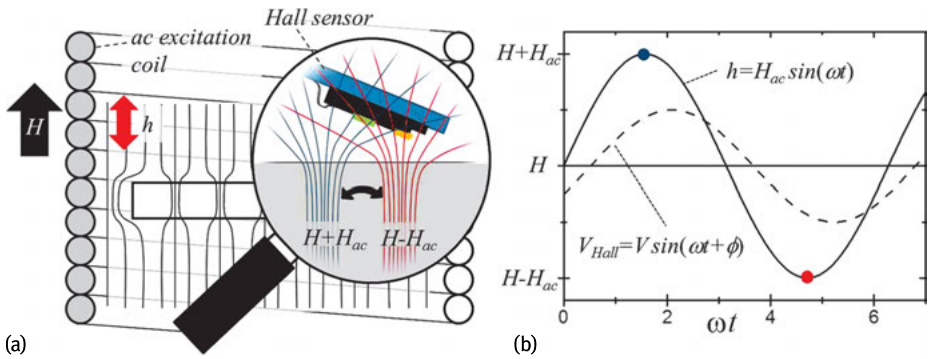 Hall sensor
ac excitation
coil
H
h
H+H_ac
H-H_ac
(a)
H+H_ac
h=H_ac sin(ωt)
H
V_Hall=V sin(ωt+ϕ)
H-H_ac
0
2
4
6
ωt
(b)